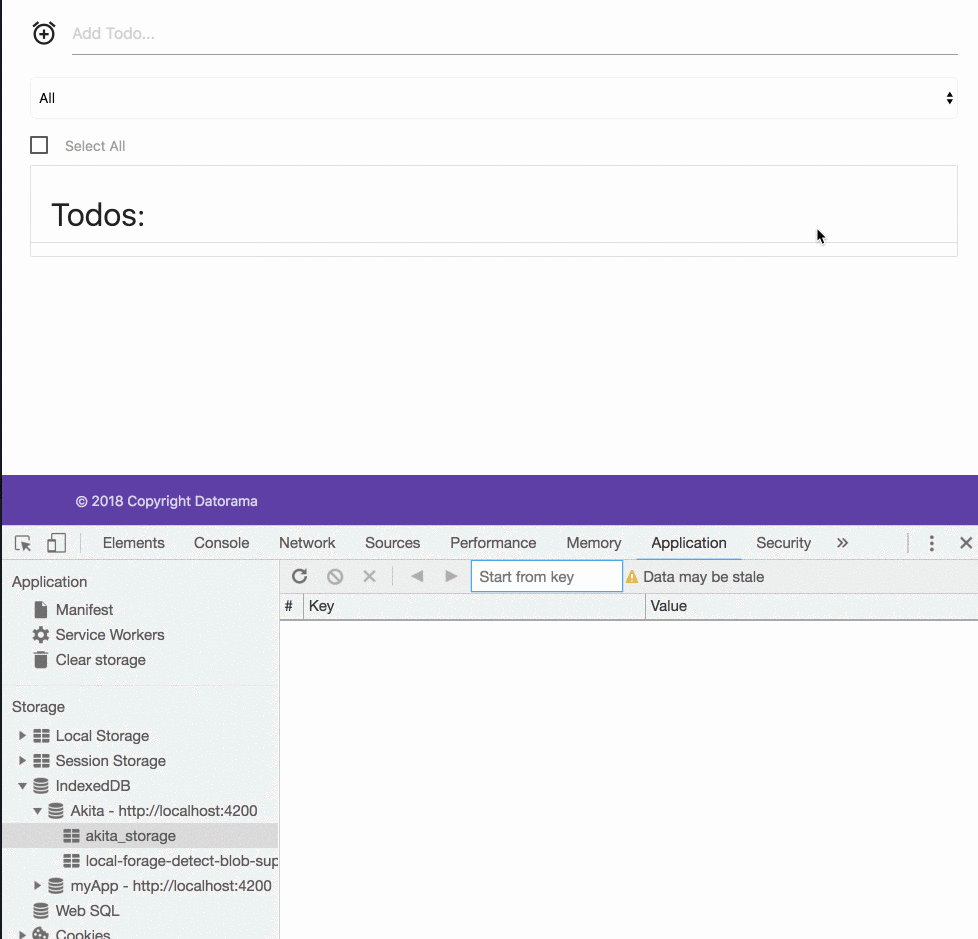 Add Todo...
All
Select All
Todos:
© 2018 Copyright Datorama
Elements Console Network Sources Performance Memory Application Security »
Application
Manifest
Service Workers
Clear storage
Storage
Local Storage
Session Storage
IndexedDB
Akita - http://localhost:4200
akita_storage
local-forage-detect-blob-sup
myApp - http://localhost:4200
Web SQL
Cookies
Start from key Data may be stale
# Key Value